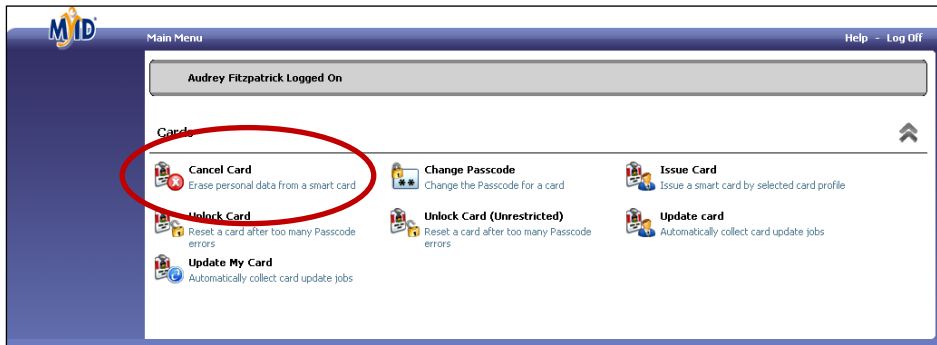 MyID
Main Menu
Help - Log Off
Audrey Fitzpatrick Logged On
Cards
Cancel Card
Erase personal data from a smart card
Change Passcode
Change the Passcode for a card
Issue Card
Issue a smart card by selected card profile
Unlock Card
Reset a card after too many Passcode
errors
Unlock Card (Unrestricted)
Reset a card after too many Passcode
errors
Update card
Automatically collect card update jobs
Update My Card
Automatically collect card update jobs